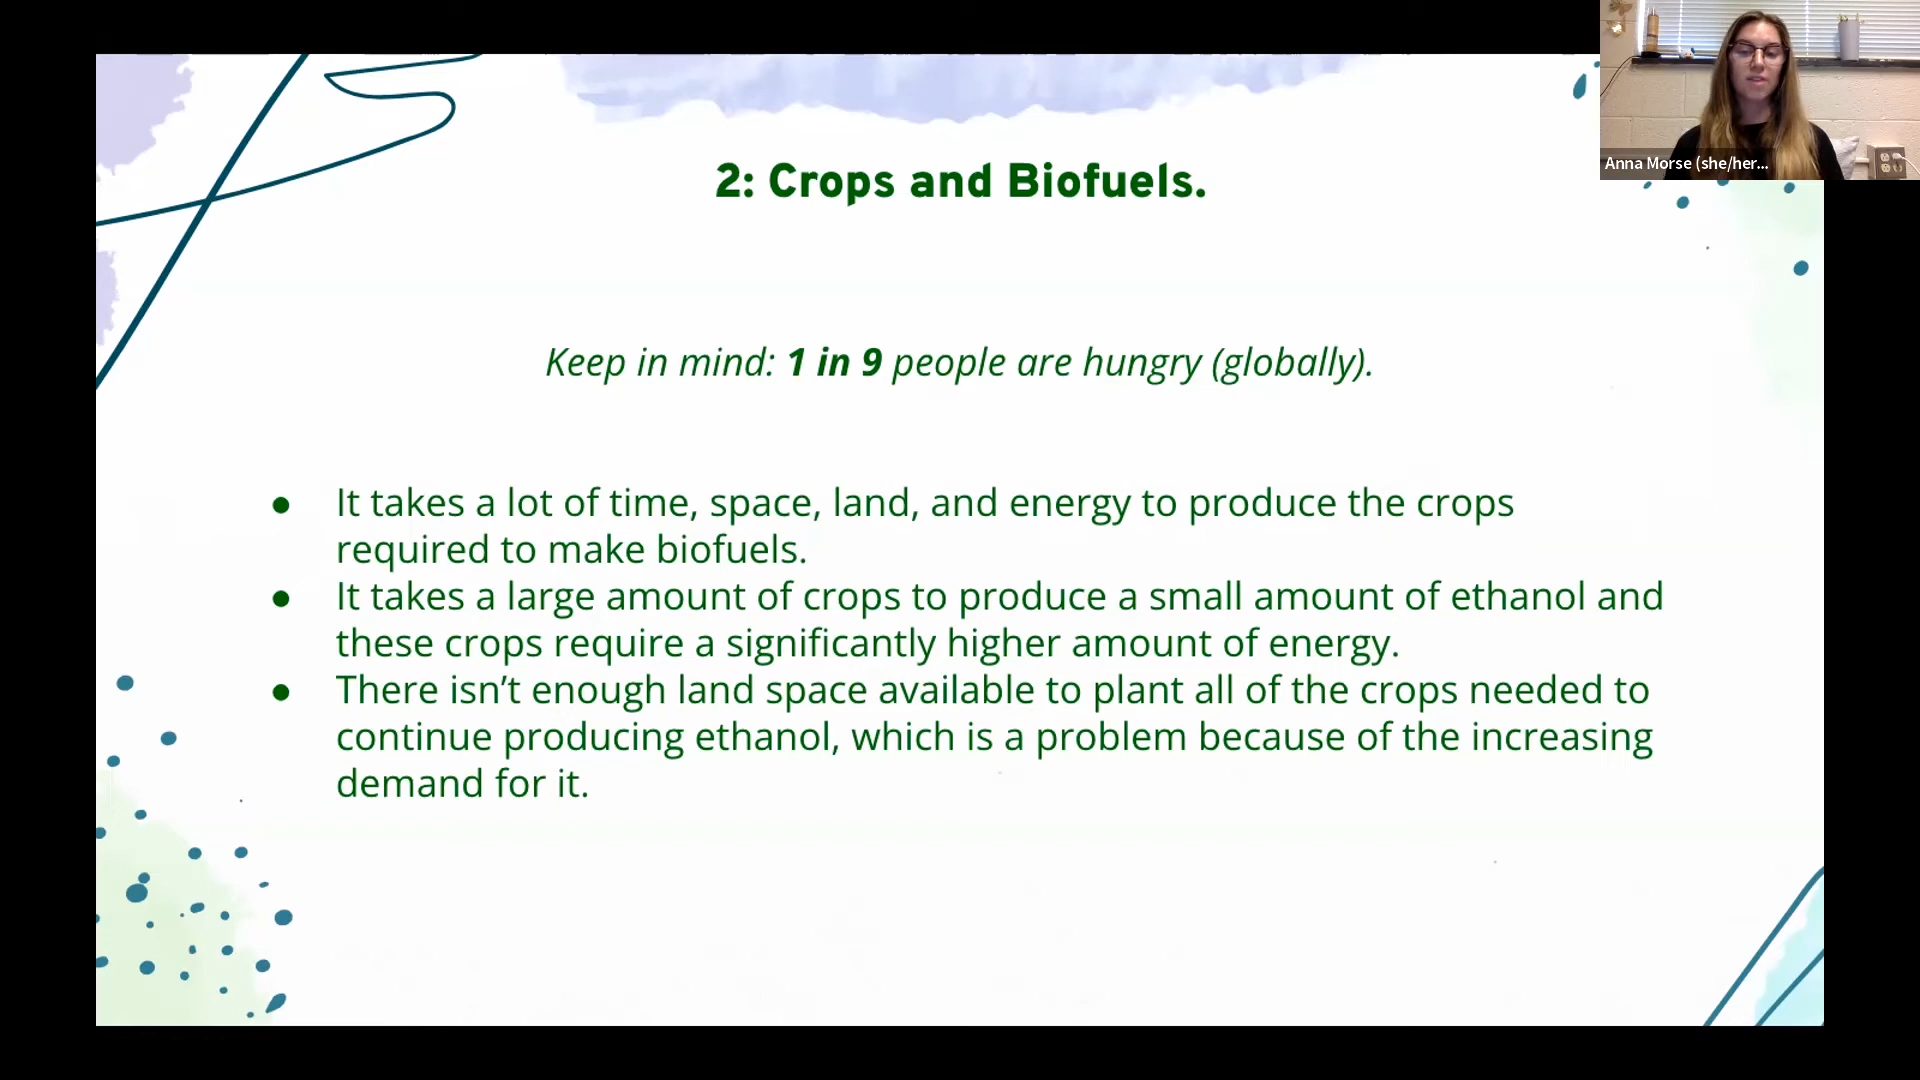 2: Crops and Biofuels.
Keep in mind: 1 in 9 people are hungry (globally).
● It takes a lot of time, space, land, and energy to produce the crops
required to make biofuels.
● It takes a large amount of crops to produce a small amount of ethanol and
these crops require a significantly higher amount of energy.
● There isn’t enough land space available to plant all of the crops needed to
continue producing ethanol, which is a problem because of the increasing
demand for it.
Anna Morse (she/her...